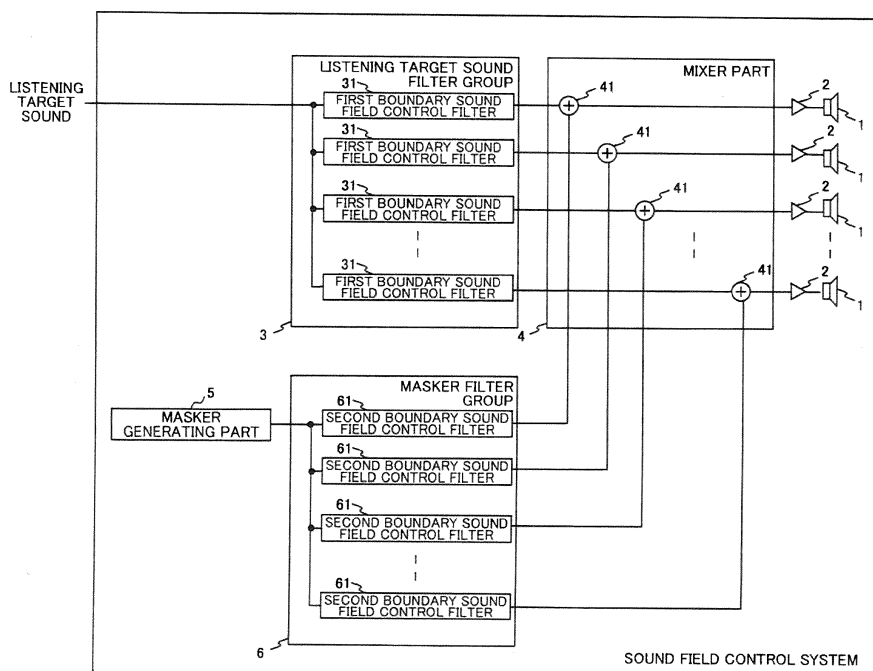 LISTENING TARGET SOUND
FILTER GROUP
MIXER PART
LISTENING
TARGET
SOUND
31
FIRST BOUNDARY SOUND
FIELD CONTROL FILTER
41
2
1
31
FIRST BOUNDARY SOUND
FIELD CONTROL FILTER
41
2
1
31
FIRST BOUNDARY SOUND
FIELD CONTROL FILTER
41
2
1
31
FIRST BOUNDARY SOUND
FIELD CONTROL FILTER
41
2
1
3
4
MASKER FILTER
GROUP
5
MASKER
GENERATING PART
61
SECOND BOUNDARY SOUND
FIELD CONTROL FILTER
61
SECOND BOUNDARY SOUND
FIELD CONTROL FILTER
61
SECOND BOUNDARY SOUND
FIELD CONTROL FILTER
61
SECOND BOUNDARY SOUND
FIELD CONTROL FILTER
6
SOUND FIELD CONTROL SYSTEM